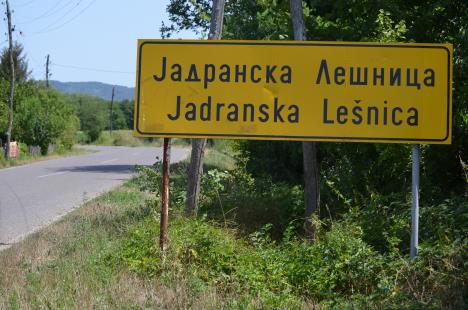 Јадранска Лешница
Jadranska Lešnica